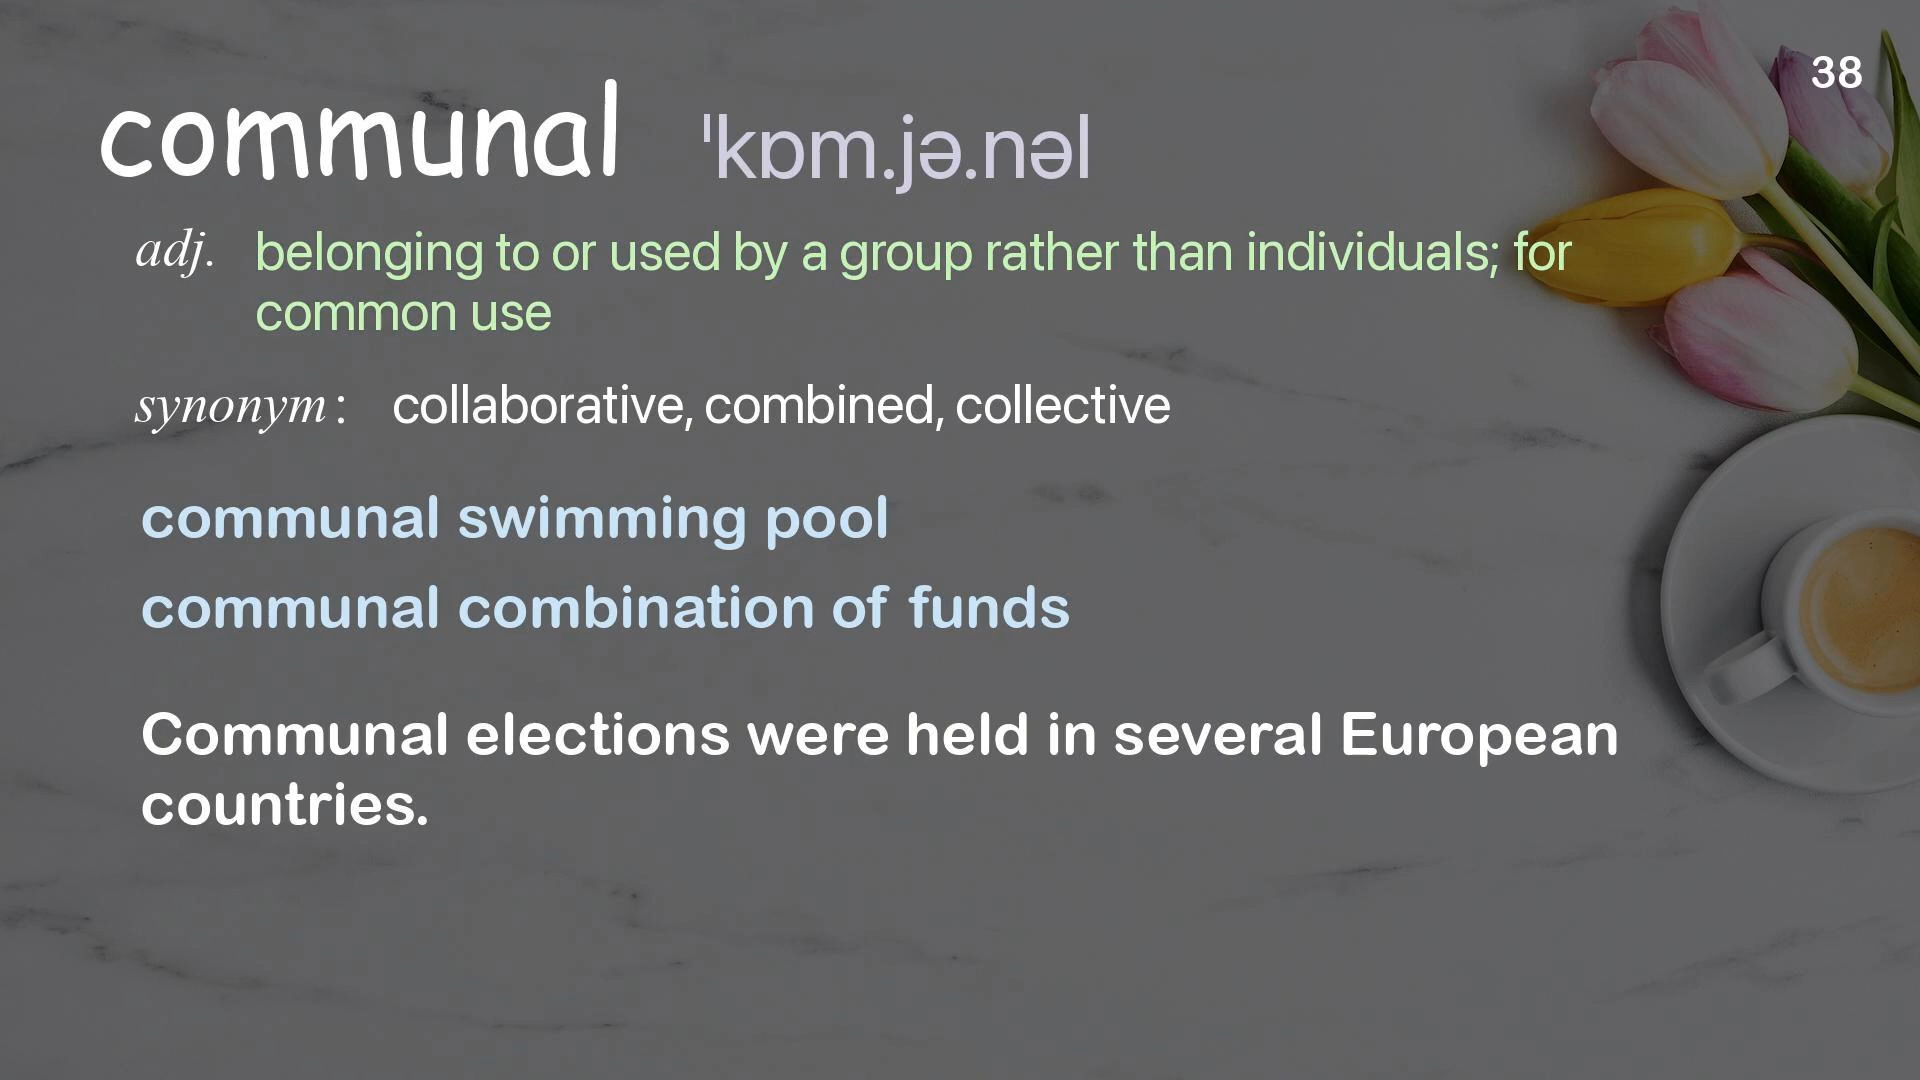 38
communal ˈkɒm.jə.nəl
adj. belonging to or used by a group rather than individuals; for
common use
synonym : collaborative, combined, collective
communal swimming pool
communal combination of funds
Communal elections were held in several European
countries.